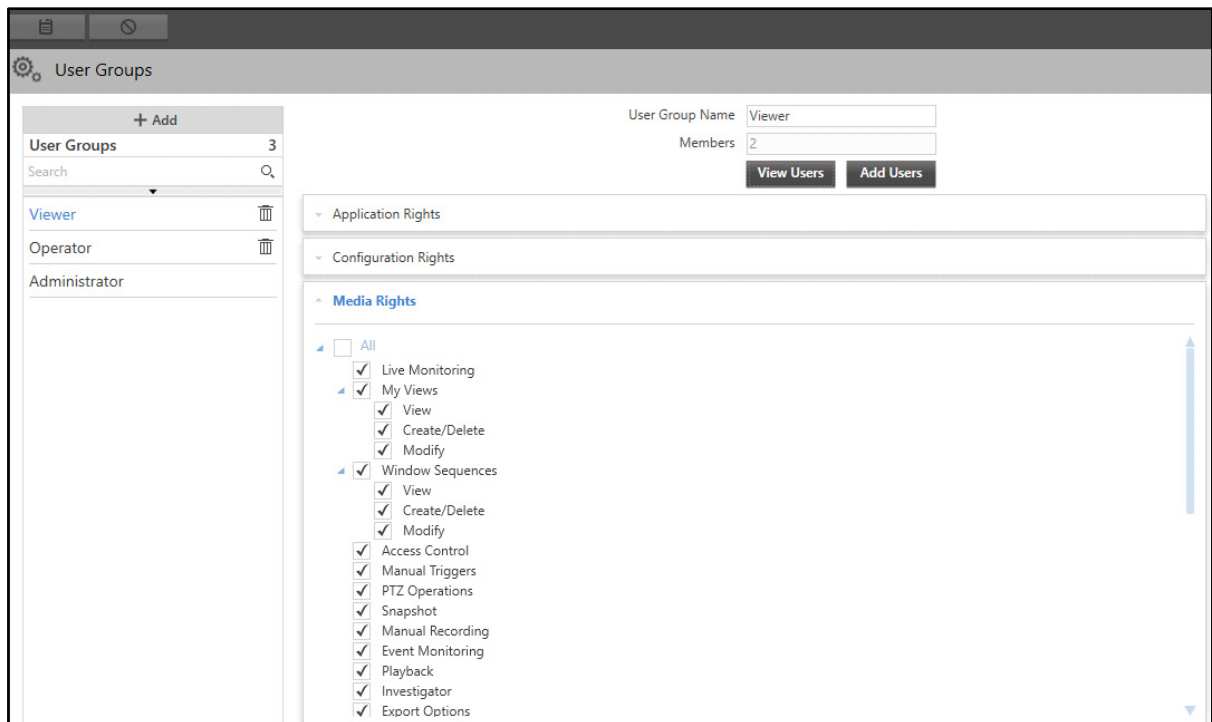 User Groups
+ Add
User Groups 3
Search
Viewer
Operator
Administrator
User Group Name Viewer
Members 2
View Users Add Users
Application Rights
Configuration Rights
Media Rights
All
Live Monitoring
My Views
View
Create/Delete
Modify
Window Sequences
View
Create/Delete
Modify
Access Control
Manual Triggers
PTZ Operations
Snapshot
Manual Recording
Event Monitoring
Playback
Investigator
Export Options